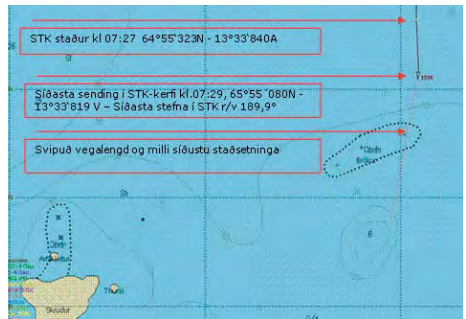 STK staður kl 07:27 64°55'323N - 13°33'840A
Síðasta sending í STK-kerfi kl.07:29, 65°55 ´080N -
13°33'819 V – Síðasta stefna í STK r/v 189,9°
Svipuð vegalengd og milli síðustu staðsetninga
Skrúður